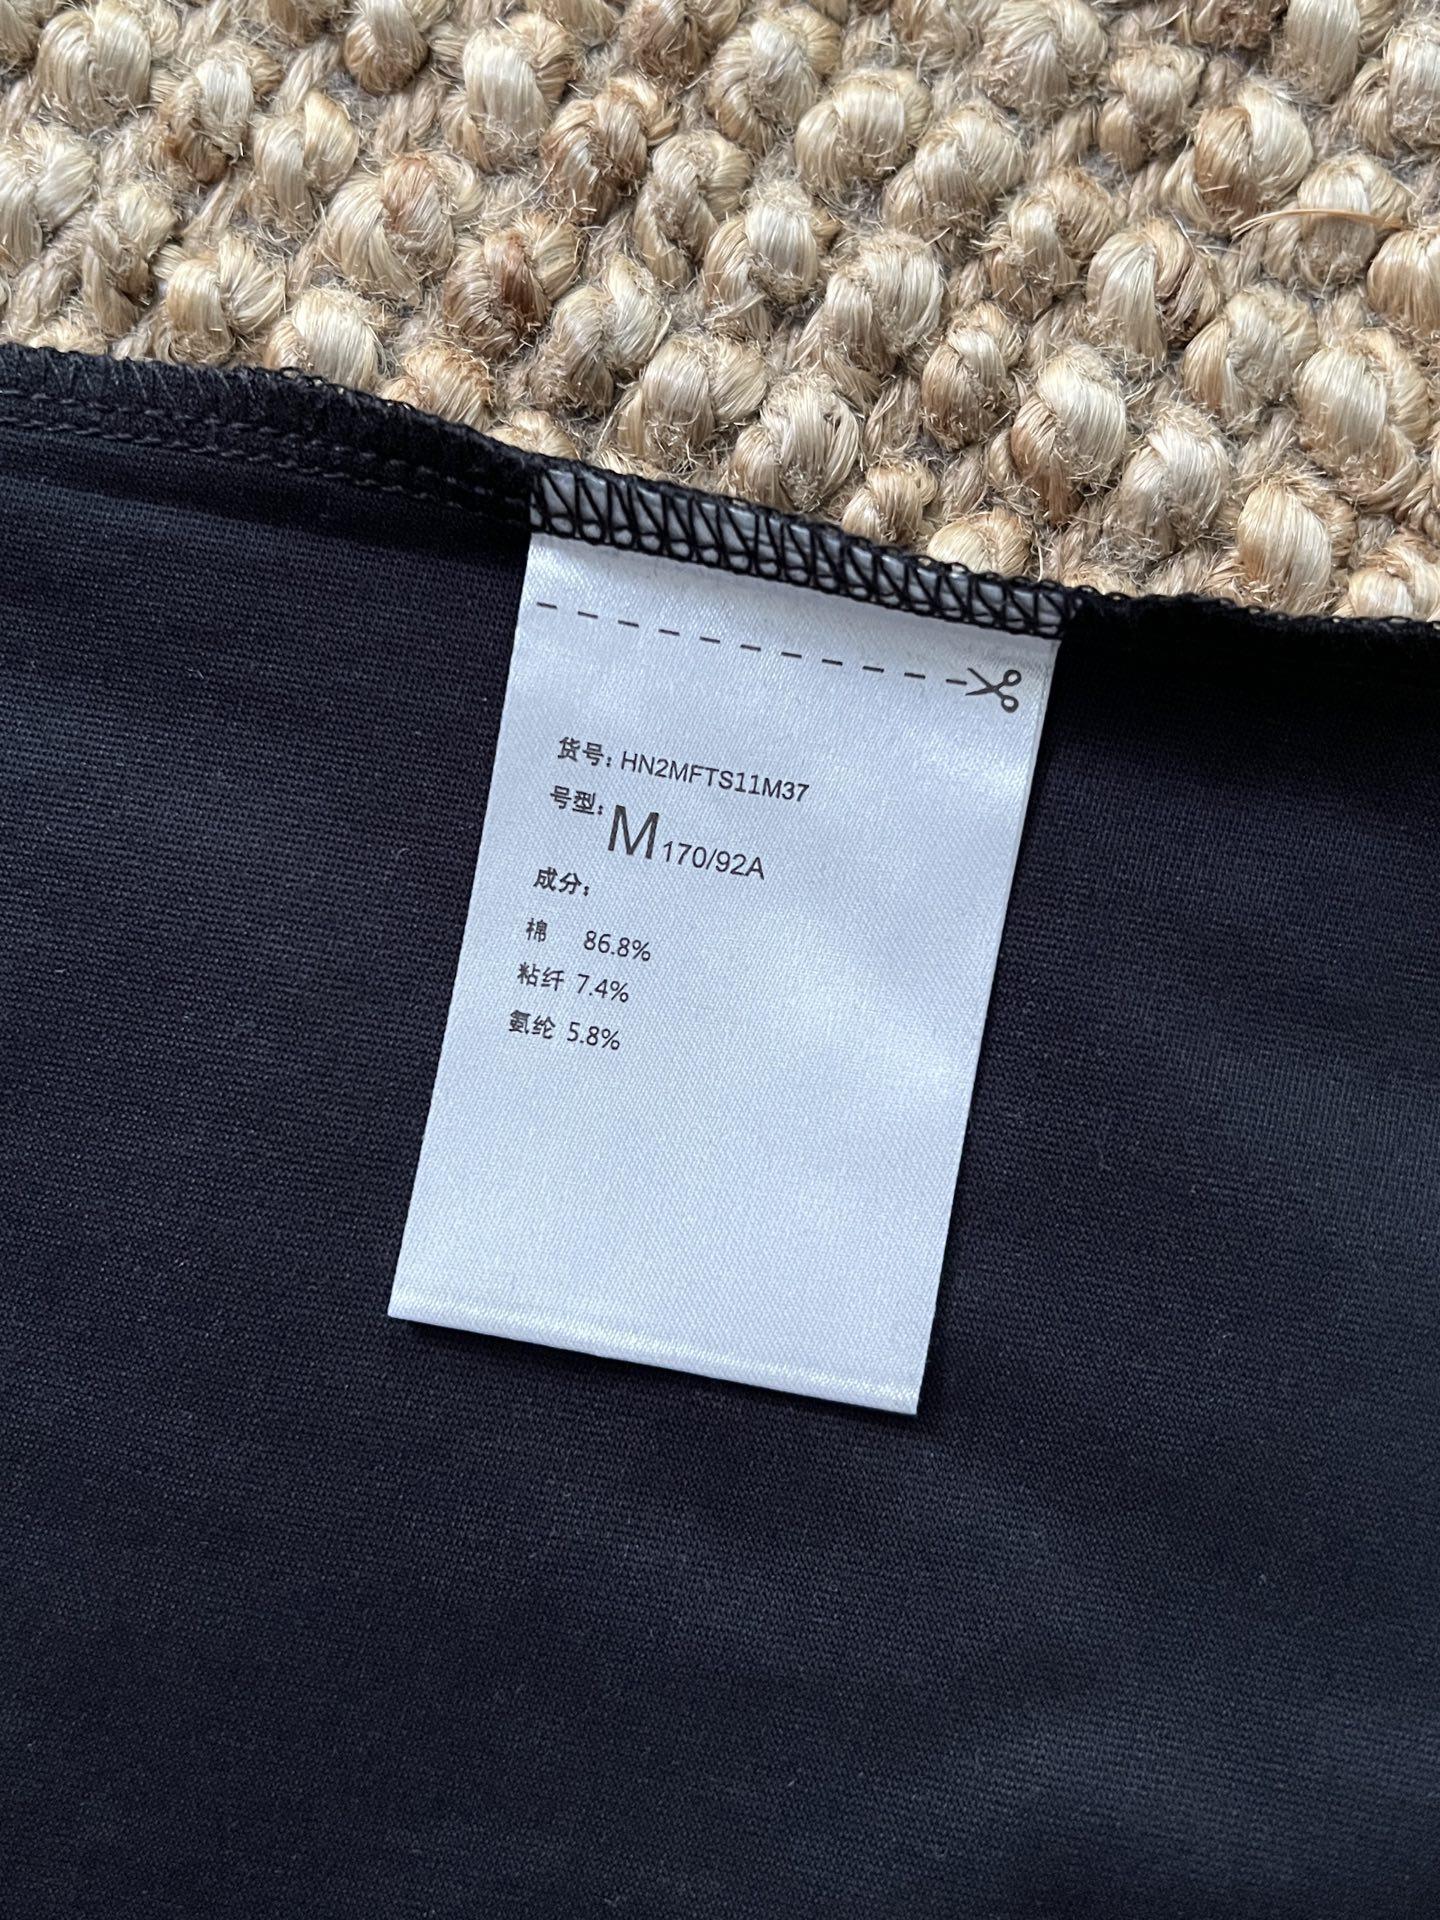 货号: HN2MFTS11M37
号型: M 170/92A
成分:
棉 86.8%
粘纤 7.4%
氨纶 5.8%